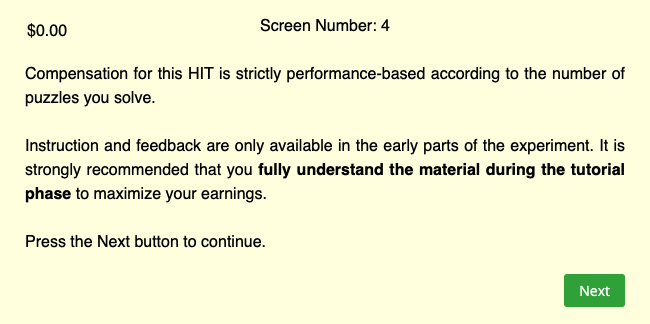 $0.00
Screen Number: 4
Compensation for this HIT is strictly performance-based according to the number of
puzzles you solve.
Instruction and feedback are only available in the early parts of the experiment. It is
strongly recommended that you fully understand the material during the tutorial
phase to maximize your earnings.
Press the Next button to continue.
Next